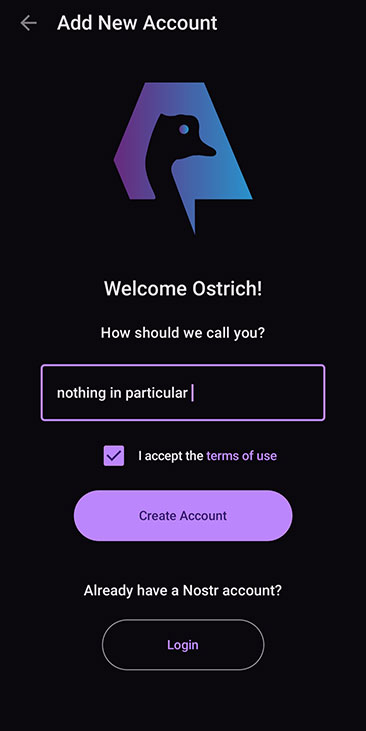 Add New Account
Welcome Ostrich!
How should we call you?
nothing in particular
I accept the terms of use
Create Account
Already have a Nostr account?
Login